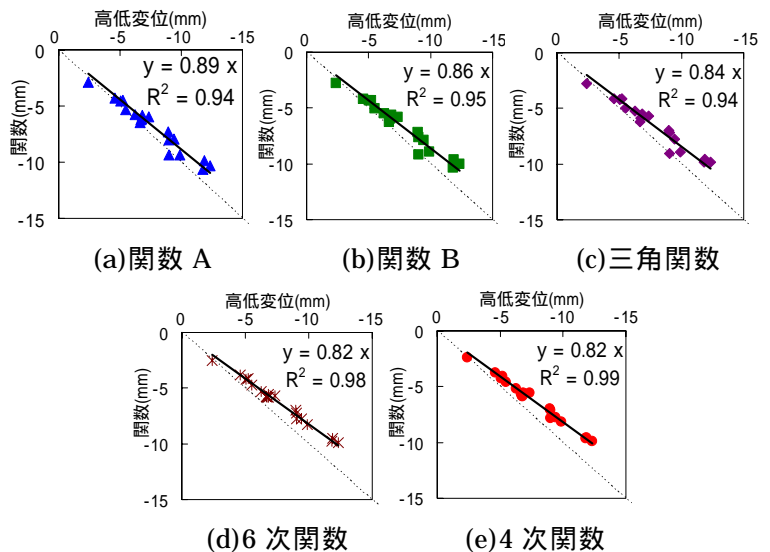 高低変位(mm)
0 -5 -10 -15
0
-5
-10
-15
関数(mm)
y = 0.89 x
R² = 0.94
(a)関数 A
高低変位(mm)
0 -5 -10 -15
0
-5
-10
-15
関数(mm)
y = 0.86 x
R² = 0.95
(b)関数 B
高低変位(mm)
0 -5 -10 -15
0
-5
-10
-15
関数(mm)
y = 0.84 x
R² = 0.94
(c)三角関数
高低変位(mm)
0 -5 -10 -15
0
-5
-10
-15
関数(mm)
y = 0.82 x
R² = 0.98
(d)6 次関数
高低変位(mm)
0 -5 -10 -15
0
-5
-10
-15
関数(mm)
y = 0.82 x
R² = 0.99
(e)4 次関数